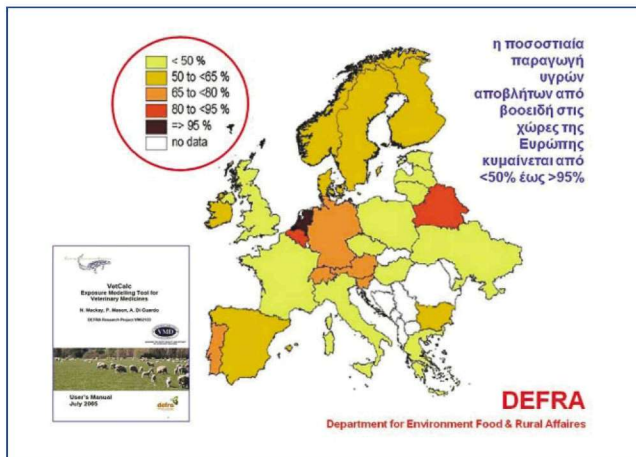 < 50 %
50 to <65 %
65 to <80 %
80 to <95 %
=> 95 %
no data
η ποσοστιαία
παραγωγή
υγρών
αποβλήτων από
βοοειδή στις
χώρες της
Ευρώπης
κυμαίνεται από
<50% έως >95%
VetCalc
Exposure Modelling Tool for
Veterinary Medicines
VMD
User's Manual
July 2005
defra
DEFRA
Department for Environment Food & Rural Affaires